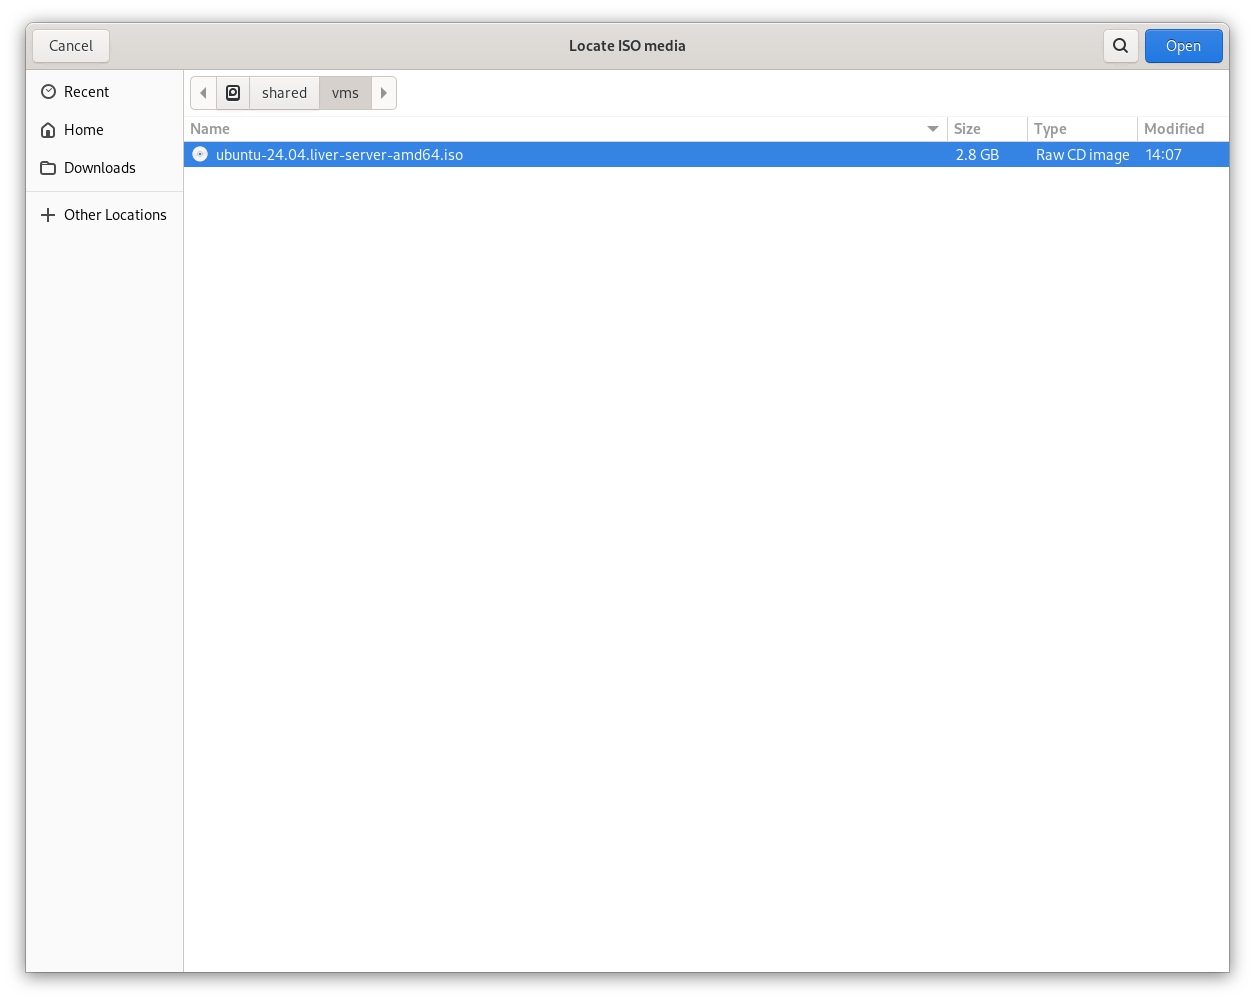 Cancel
Locate ISO media
Open
Recent
Home
Downloads
Other Locations
shared
vms
Name Size Type Modified
ubuntu-24.04.liver-server-amd64.iso 2.8 GB Raw CD image 14:07